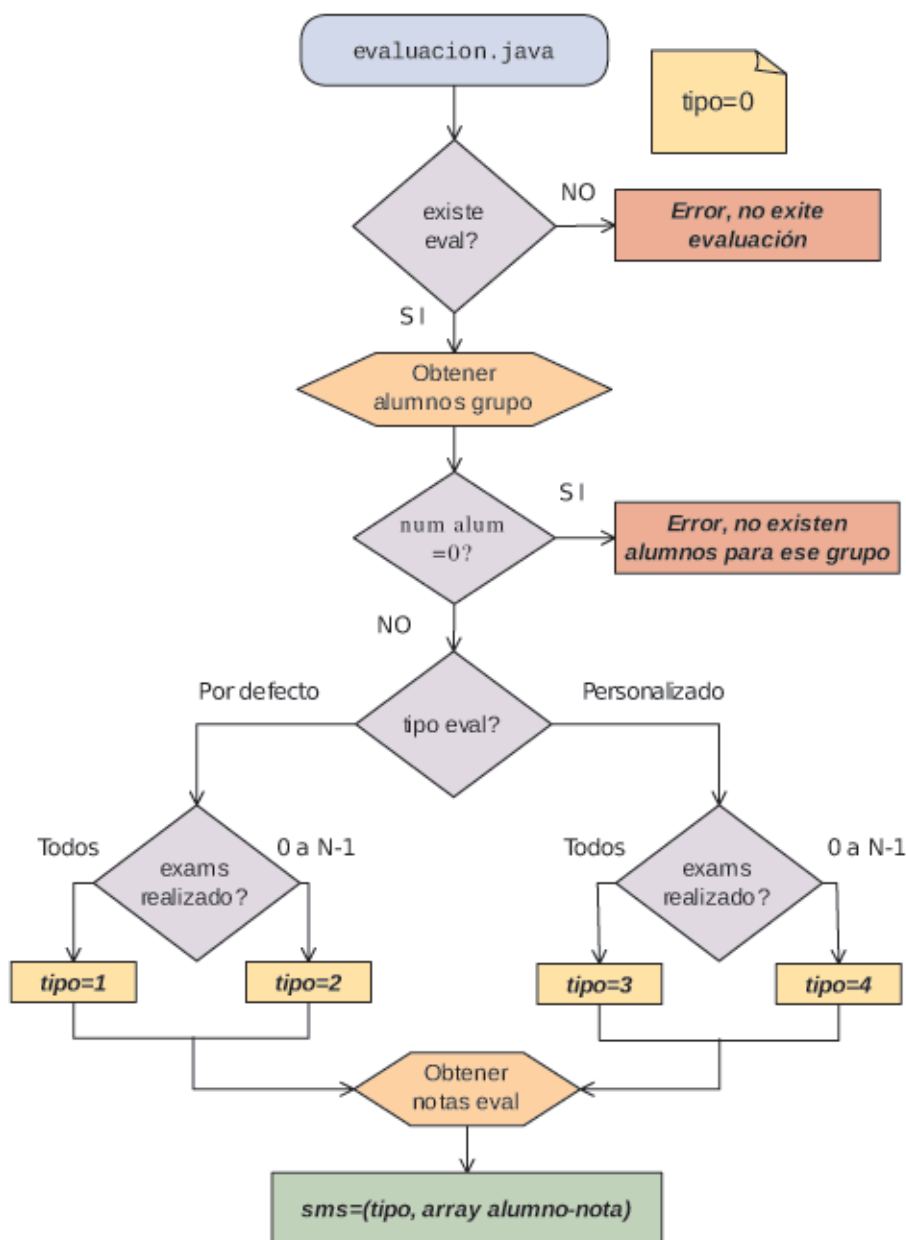 evaluacion.java
tipo=0
existe
eval?
NO
Error, no exite
evaluación
SI
Obtener
alumnos grupo
num alum
=0?
SI
Error, no existen
alumnos para ese grupo
NO
Por defecto
Personalizado
tipo eval?
Todos
exams
realizado?
0 a N-1
Todos
exams
realizado?
0 a N-1
tipo=1
tipo=2
tipo=3
tipo=4
Obtener
notas eval
sms=(tipo, array alumno-nota)